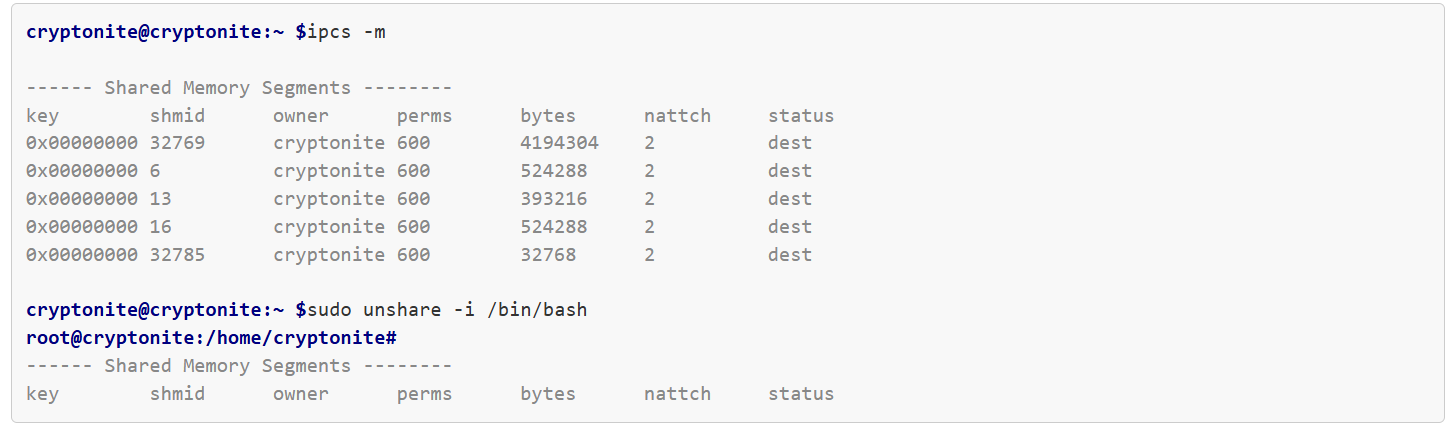 cryptonite@cryptonite:~ $ipcs -m
------ Shared Memory Segments --------
key shmid owner perms bytes nattch status
0x00000000 32769 cryptonite 600 4194304 2 dest
0x00000000 6 cryptonite 600 524288 2 dest
0x00000000 13 cryptonite 600 393216 2 dest
0x00000000 16 cryptonite 600 524288 2 dest
0x00000000 32785 cryptonite 600 32768 2 dest
cryptonite@cryptonite:~ $sudo unshare -i /bin/bash
root@cryptonite:/home/cryptonite#
------ Shared Memory Segments --------
key shmid owner perms bytes nattch status